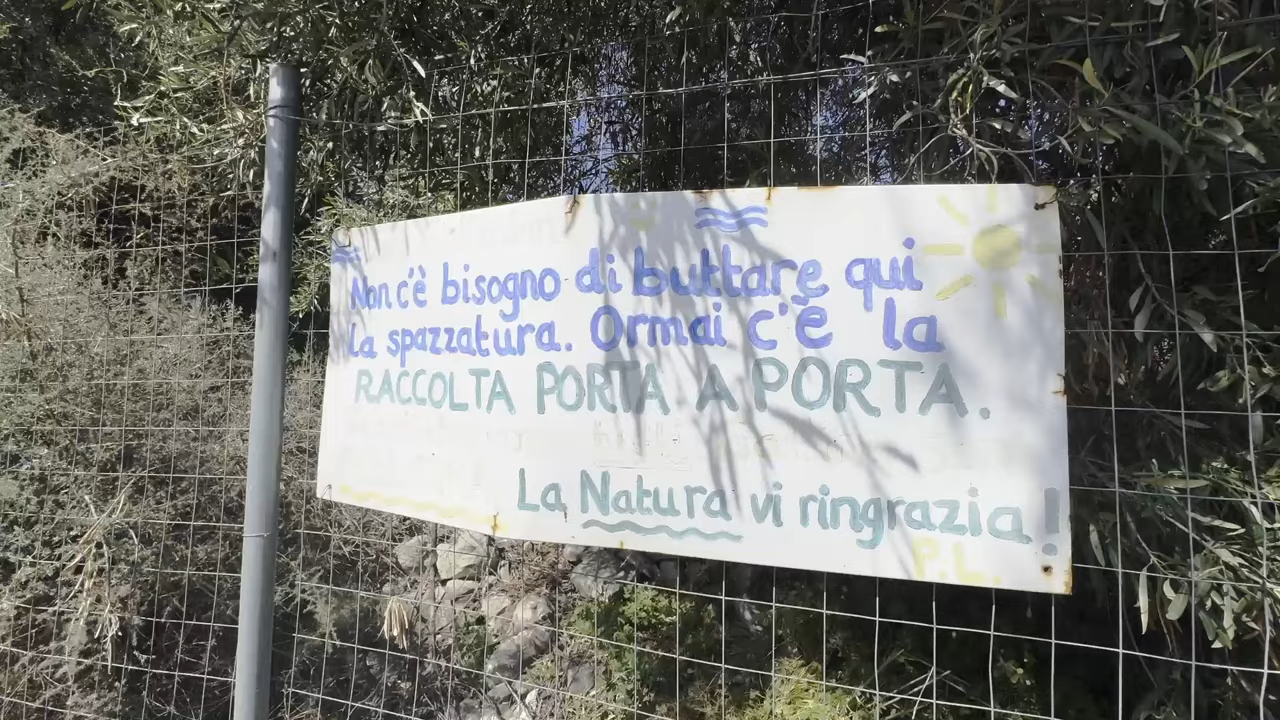 Non c'è bisogno di buttare qui
la spazzatura. Ormai c'è la
RACCOLTA PORTA A PORTA.
La Natura vi ringrazia!
P.L.